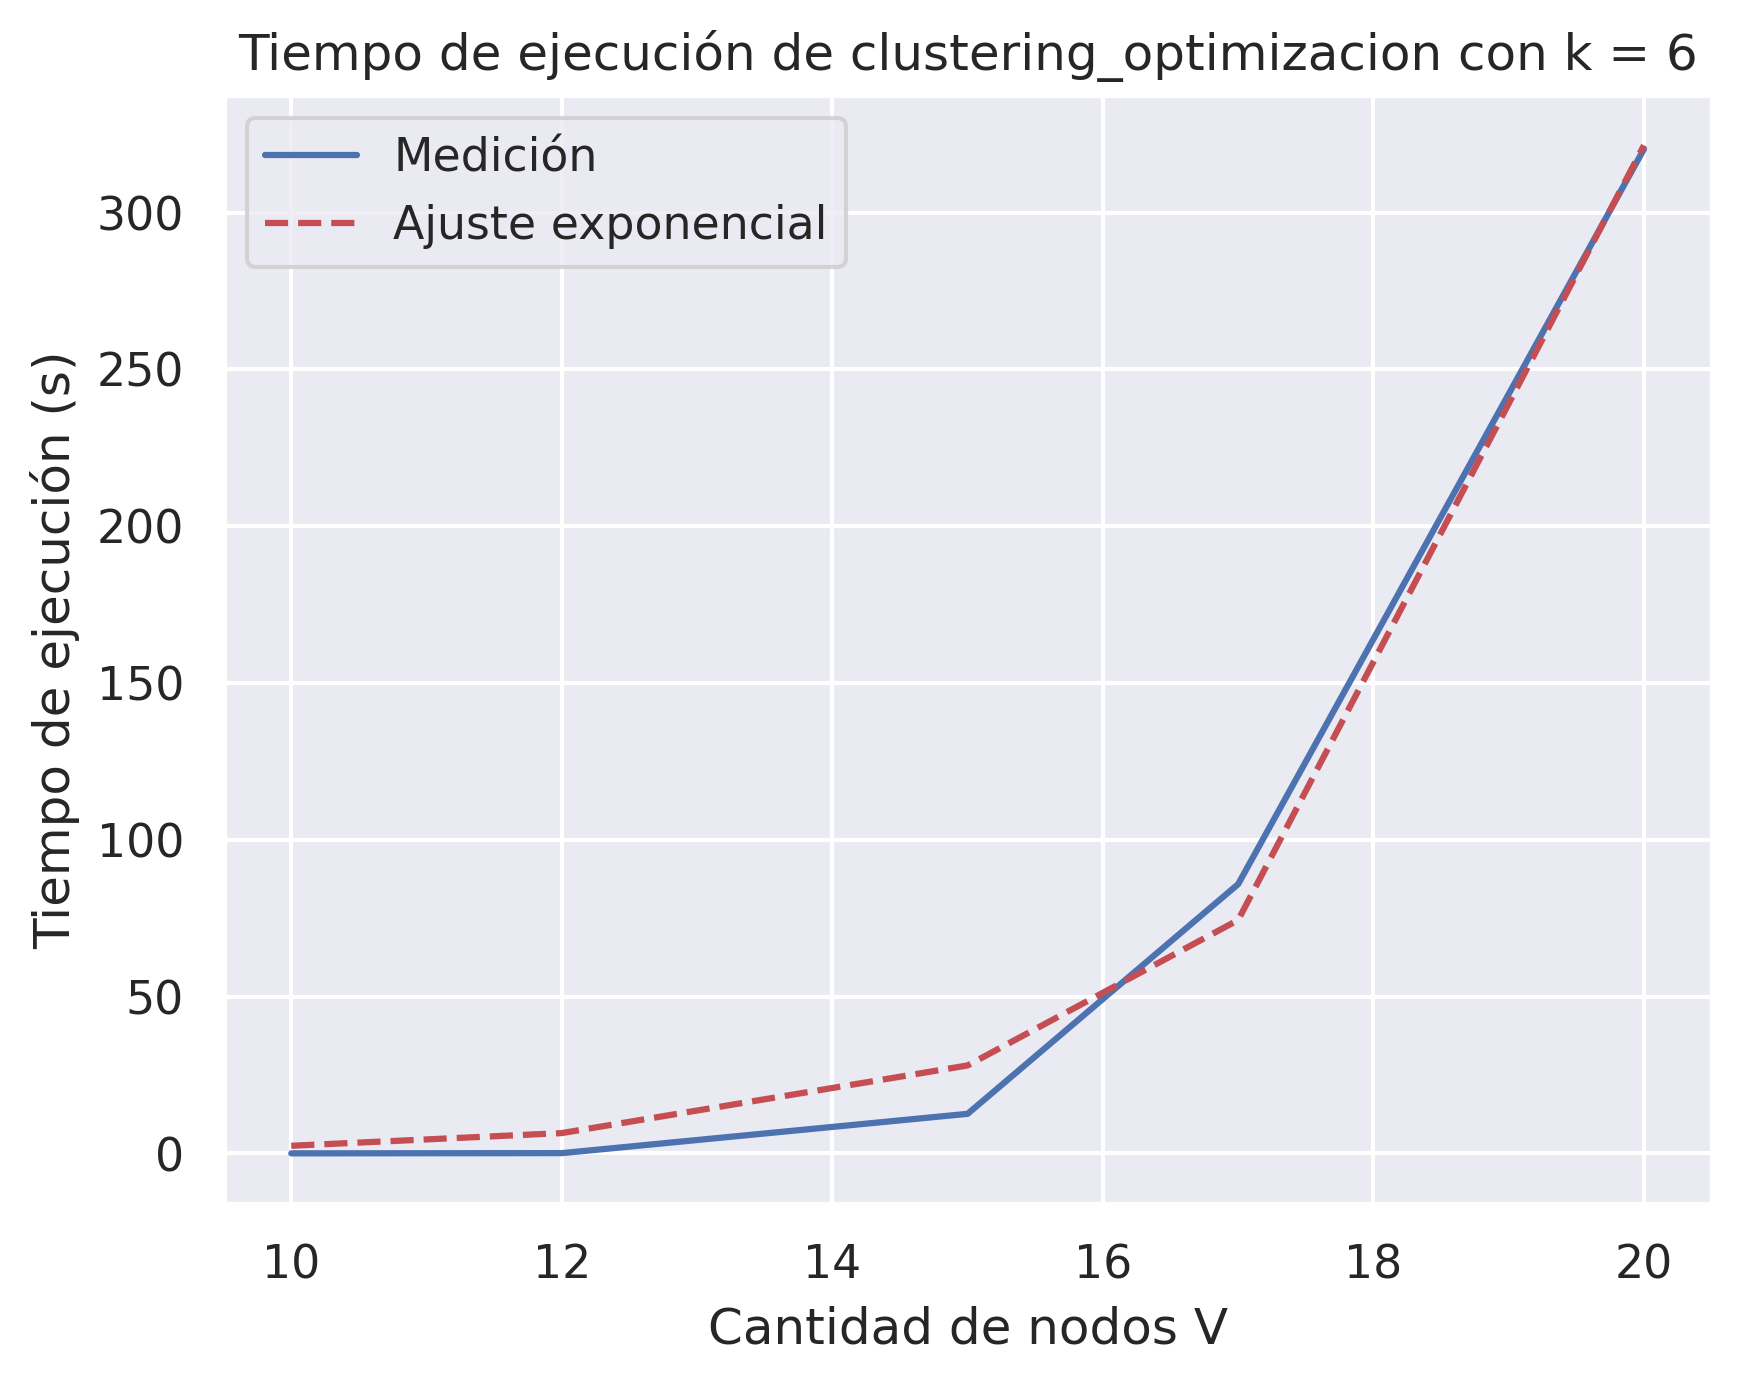 Tiempo de ejecución de clustering_optimizacion con k = 6
Medición
Ajuste exponencial
Tiempo de ejecución (s)
300
250
200
150
100
50
0
10 12 14 16 18 20
Cantidad de nodos V